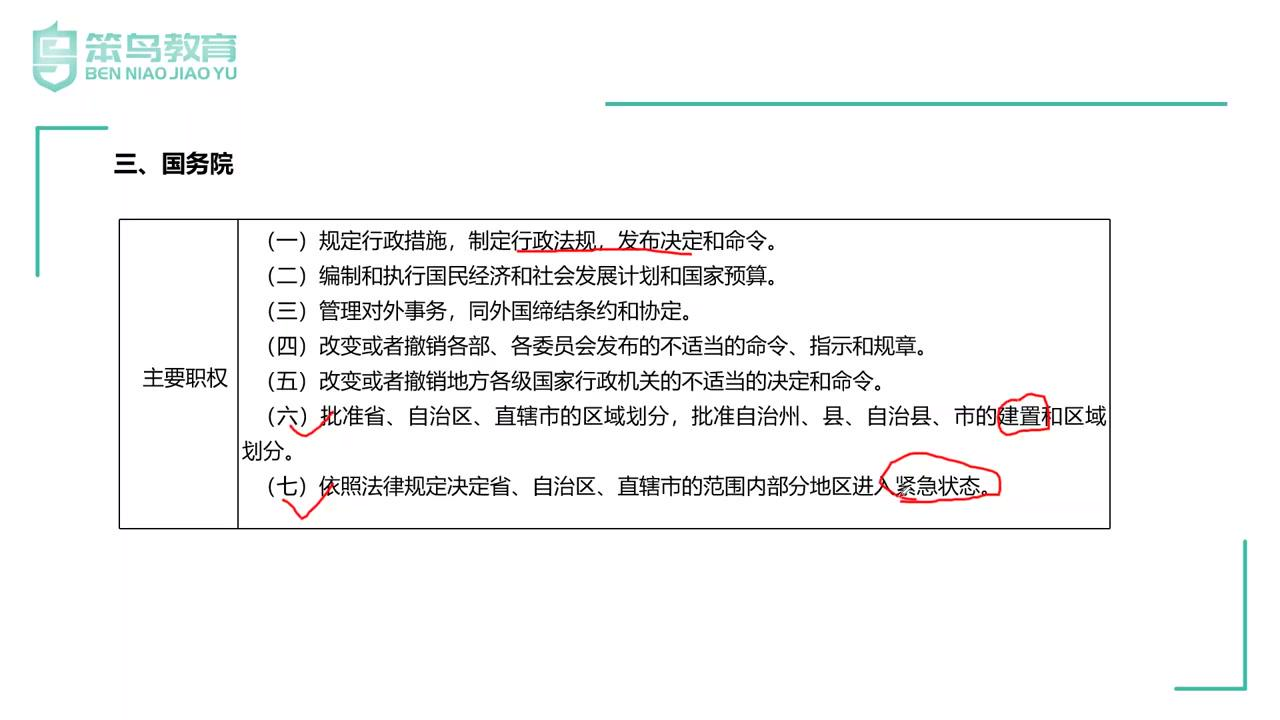 笨鸟教育
BEN NIAO JIAO YU
三、国务院
主要职权
（一）规定行政措施，制定行政法规，发布决定和命令。
（二）编制和执行国民经济和社会发展计划和国家预算。
（三）管理对外事务，同外国缔结条约和协定。
（四）改变或者撤销各部、各委员会发布的不适当的命令、指示和规章。
（五）改变或者撤销地方各级国家行政机关的不适当的决定和命令。
（六）批准省、自治区、直辖市的区域划分，批准自治州、县、自治县、市的建置和区域
划分。
（七）依照法律规定决定省、自治区、直辖市的范围内部分地区进入紧急状态。